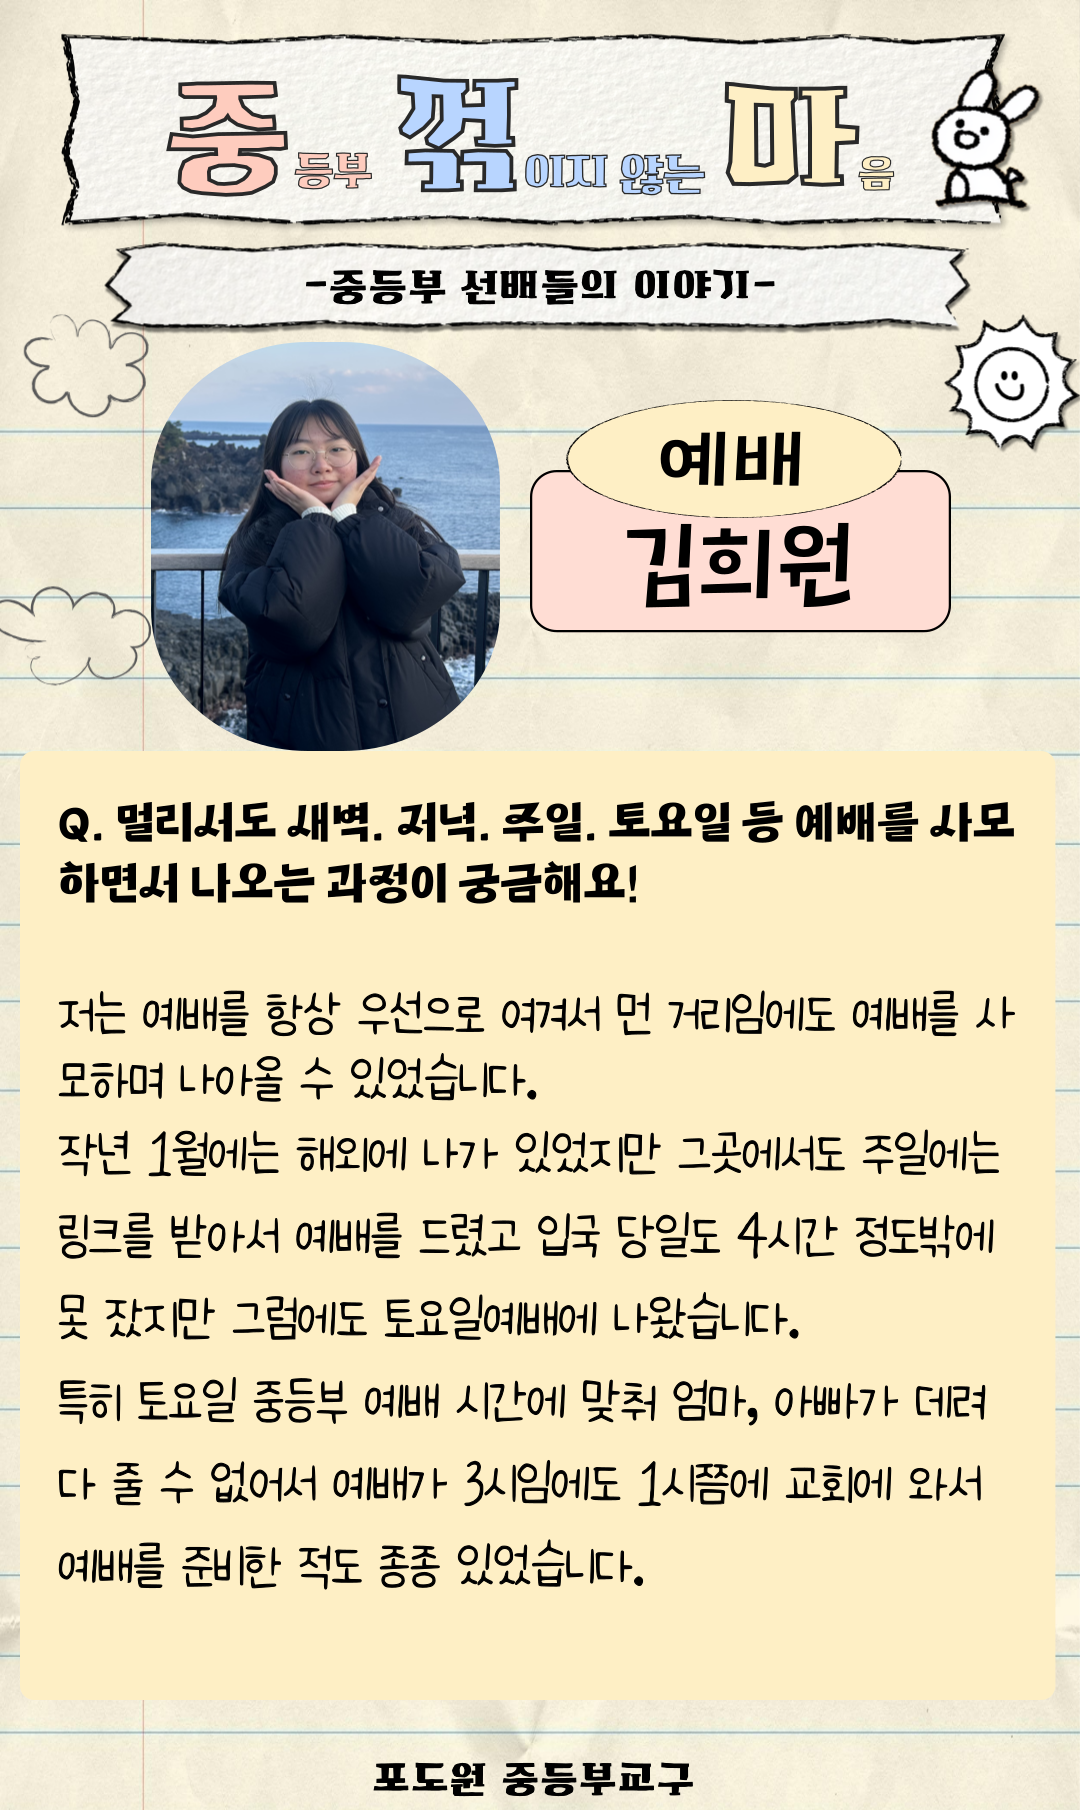 중등부 꺾이지 않는 마음
-중등부 선배들의 이야기-
예배
김희원
Q. 멀리서도 새벽. 저녁. 주일. 토요일 등 예배를 사모
하면서 나오는 과정이 궁금해요!
저는 예배를 항상 우선으로 여겨서 먼 거리임에도 예배를 사
모하며 나아올 수 있었습니다.
작년 1월에는 해외에 나가 있었지만 그곳에서도 주일에는
링크를 받아서 예배를 드렸고 입국 당일도 4시간 정도밖에
못 잤지만 그럼에도 토요일예배에 나왔습니다.
특히 토요일 중등부 예배 시간에 맞춰 엄마, 아빠가 데려
다 줄 수 없어서 예배가 3시임에도 1시쯤에 교회에 와서
예배를 준비한 적도 종종 있었습니다.
포도원 중등부교구